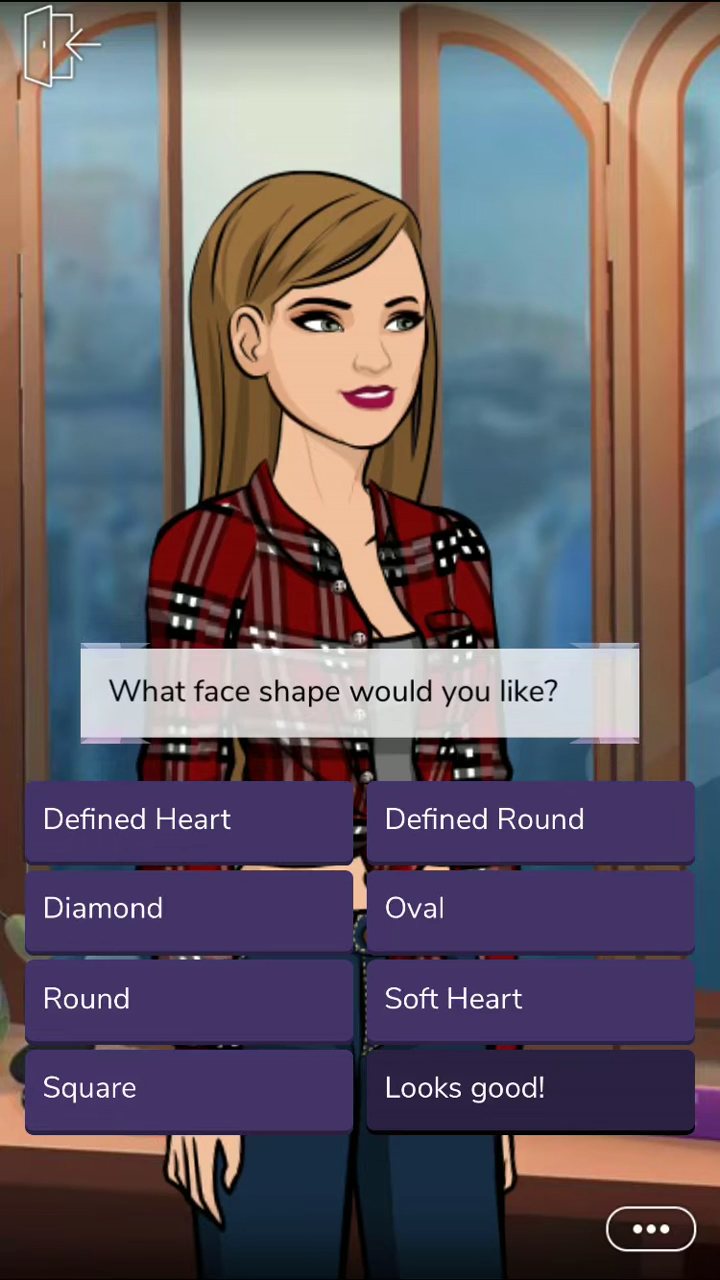 What face shape would you like?
Defined Heart
Defined Round
Diamond
Oval
Round
Soft Heart
Square
Looks good!